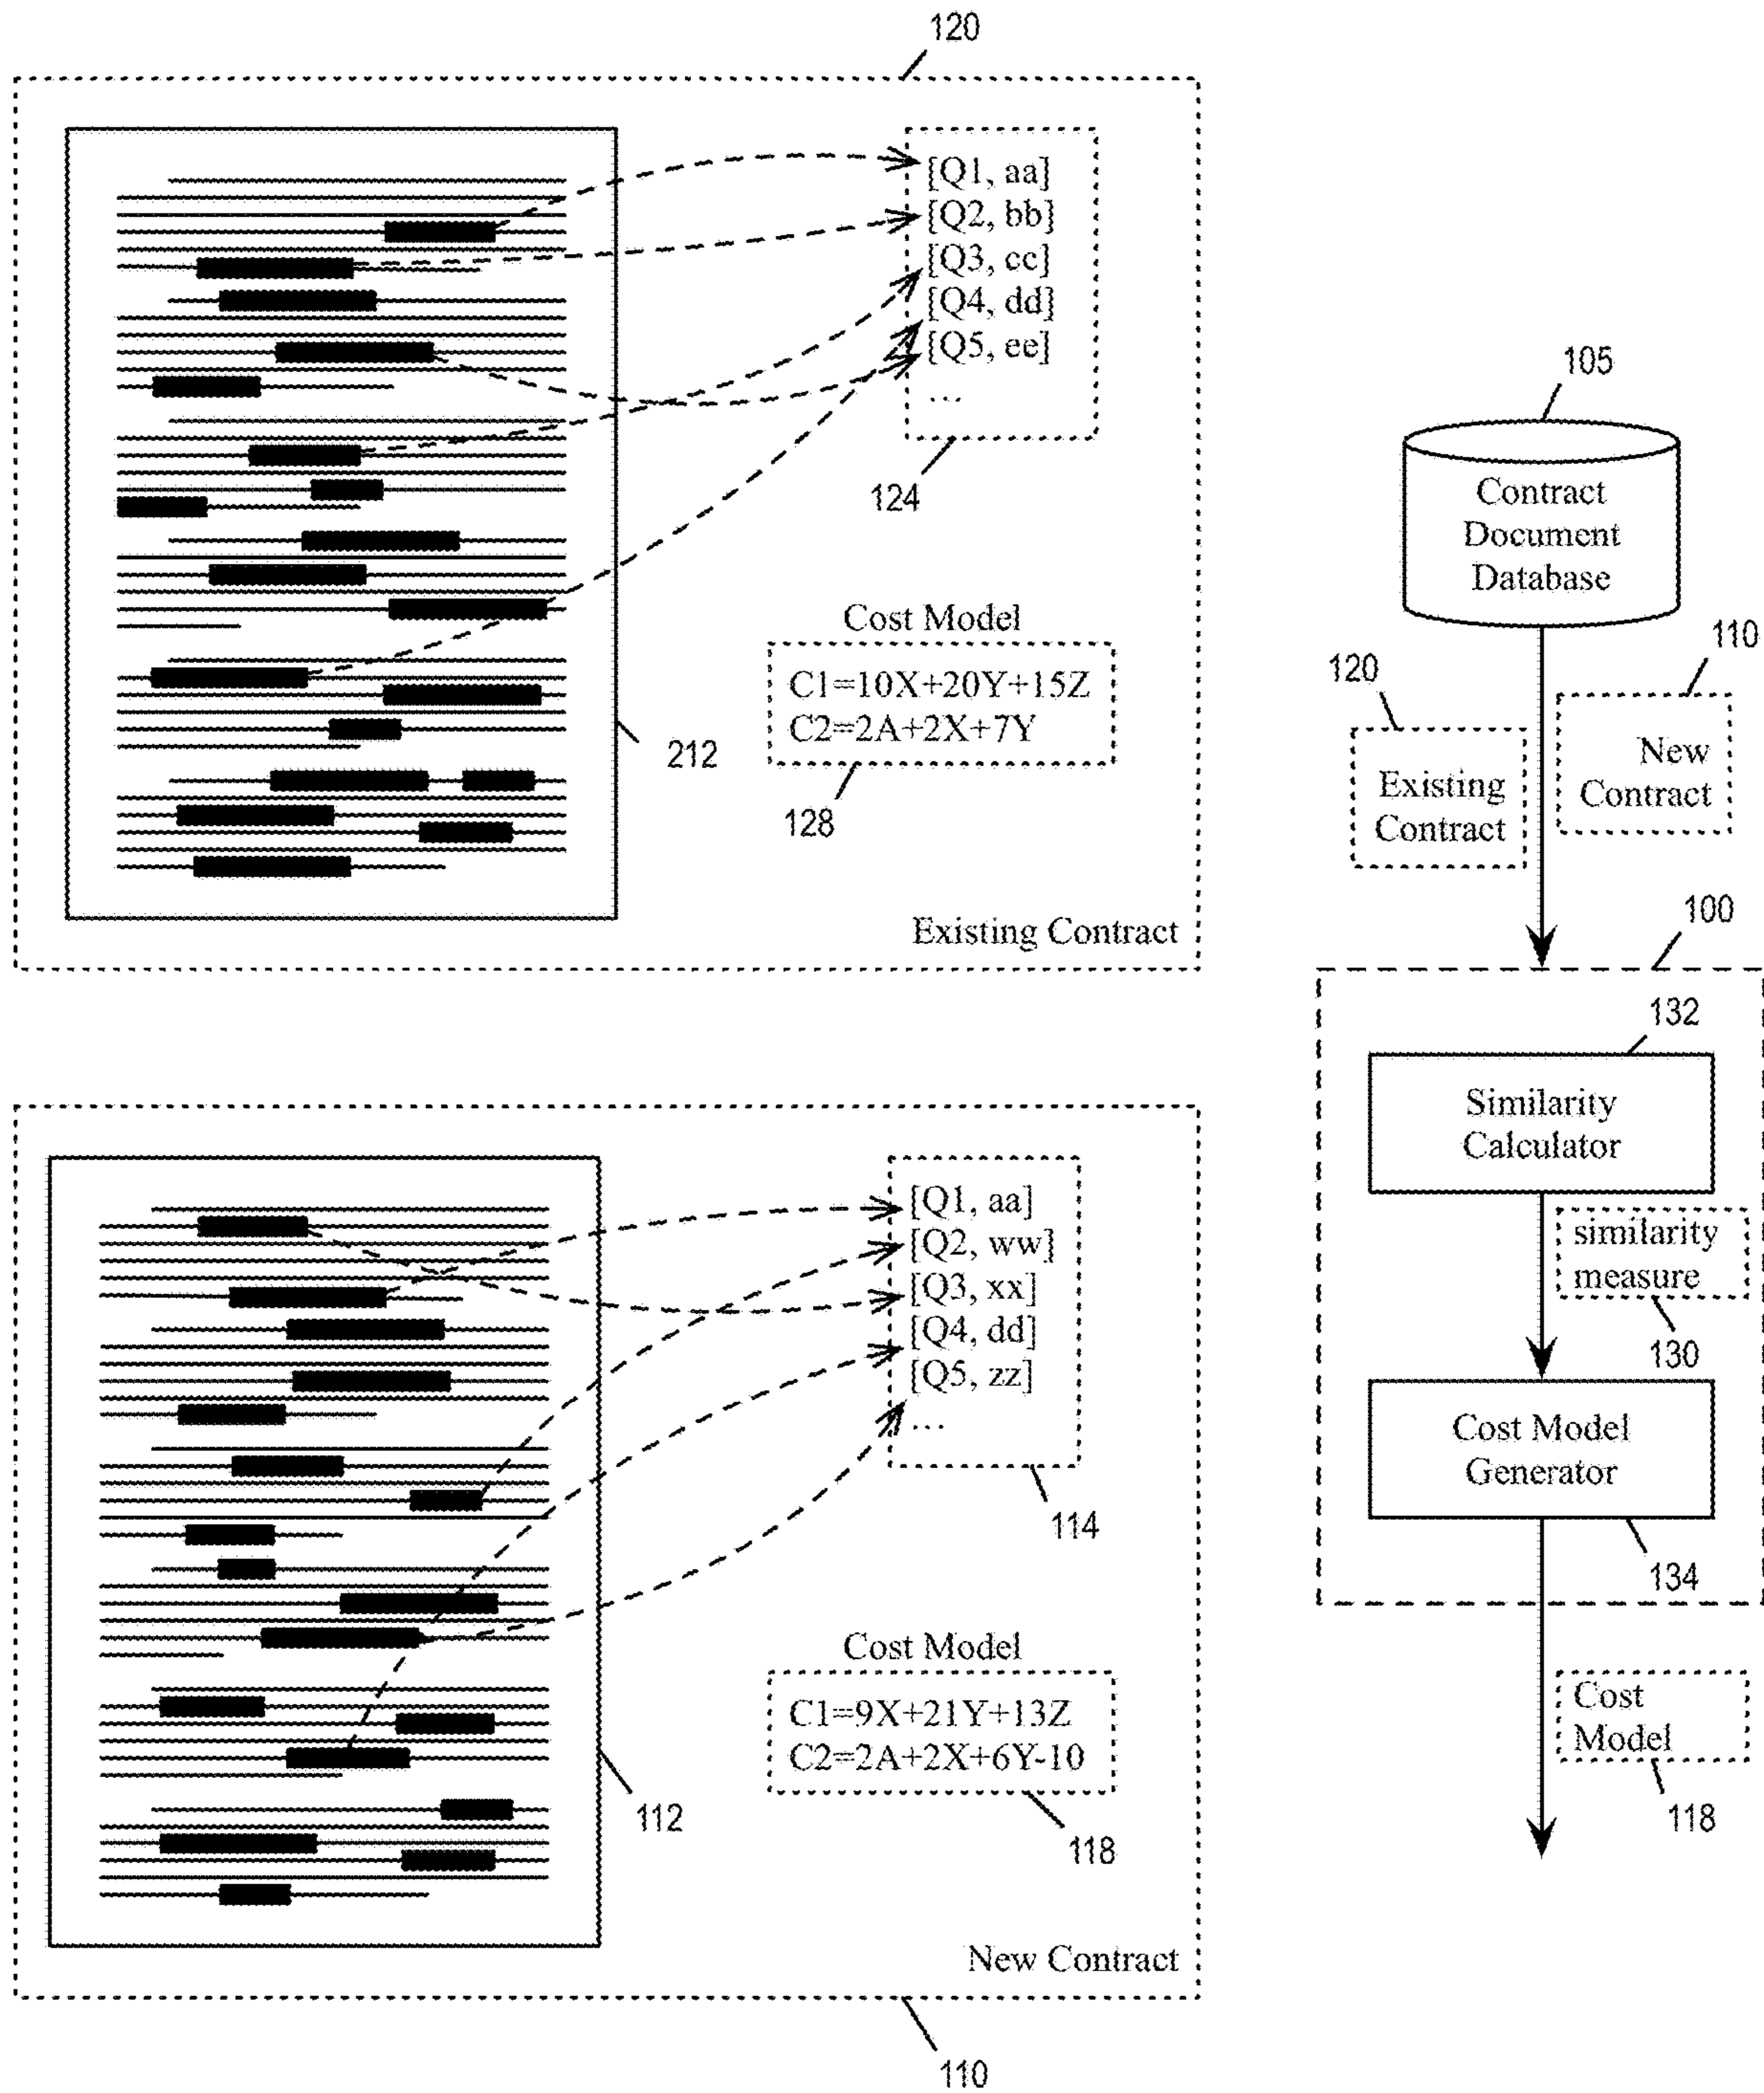 120
[Q1, aa]
[Q2, bb]
[Q3, cc]
[Q4, dd]
[Q5, ee]
...
124
Cost Model
C1=10X+20Y+15Z
C2=2A+2X+7Y
128
212
Existing Contract
[Q1, aa]
[Q2, ww]
[Q3, xx]
[Q4, dd]
[Q5, zz]
...
114
Cost Model
C1=9X+21Y+13Z
C2=2A+2X+6Y-10
118
112
New Contract
110
105
Contract
Document
Database
110
120
New
Contract
Existing
Contract
100
132
Similarity
Calculator
similarity
measure
130
Cost Model
Generator
134
Cost
Model
118